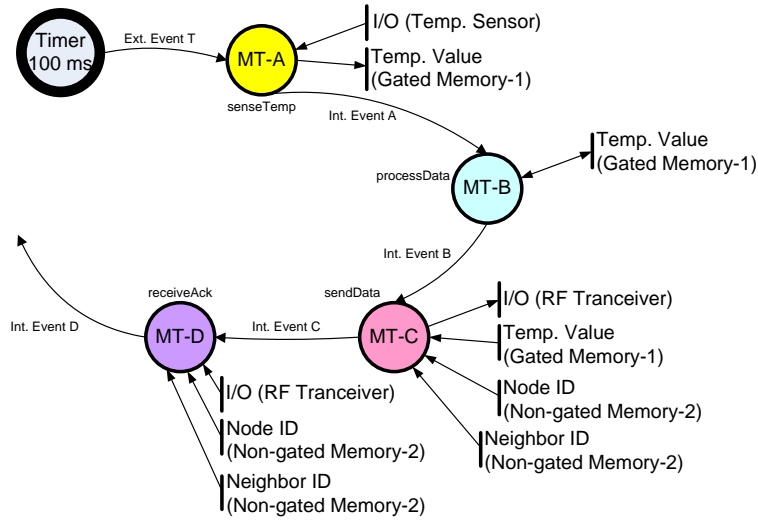 Timer
100 ms
Ext. Event T
MT-A
senseTemp
I/O (Temp. Sensor)
Temp. Value
(Gated Memory-1)
Int. Event A
processData
MT-B
Temp. Value
(Gated Memory-1)
Int. Event B
sendData
MT-C
I/O (RF Tranceiver)
Temp. Value
(Gated Memory-1)
Node ID
(Non-gated Memory-2)
Neighbor ID
(Non-gated Memory-2)
Int. Event C
receiveAck
MT-D
I/O (RF Tranceiver)
Node ID
(Non-gated Memory-2)
Neighbor ID
(Non-gated Memory-2)
Int. Event D